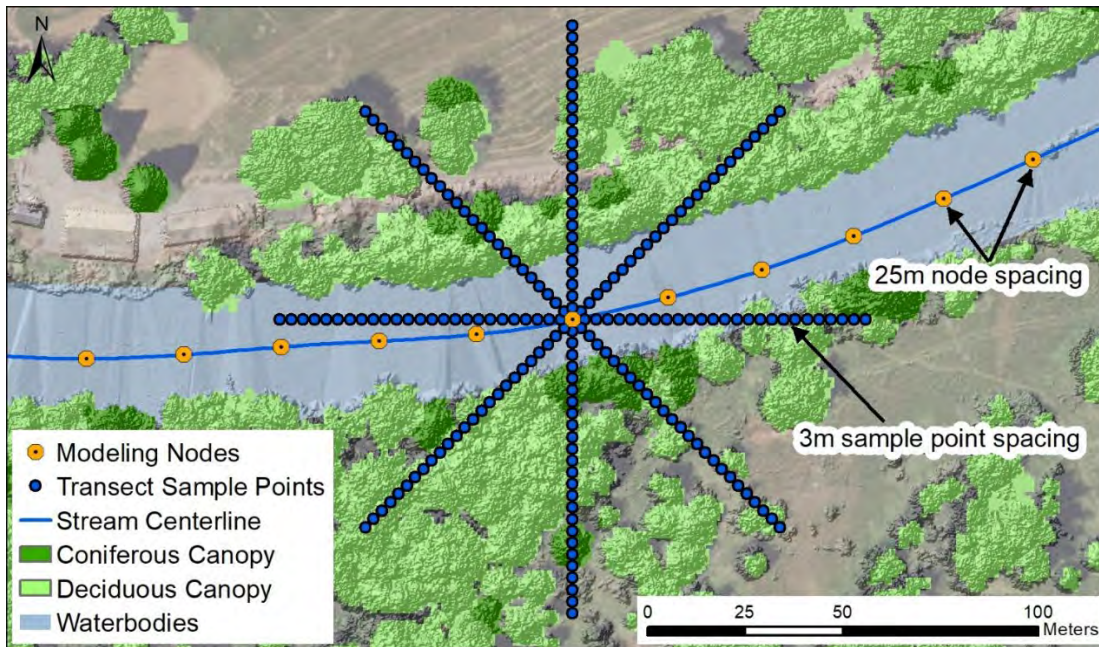 N
25m node spacing
3m sample point spacing
Modeling Nodes
Transect Sample Points
Stream Centerline
Coniferous Canopy
Deciduous Canopy
Waterbodies
0 25 50 100
Meters